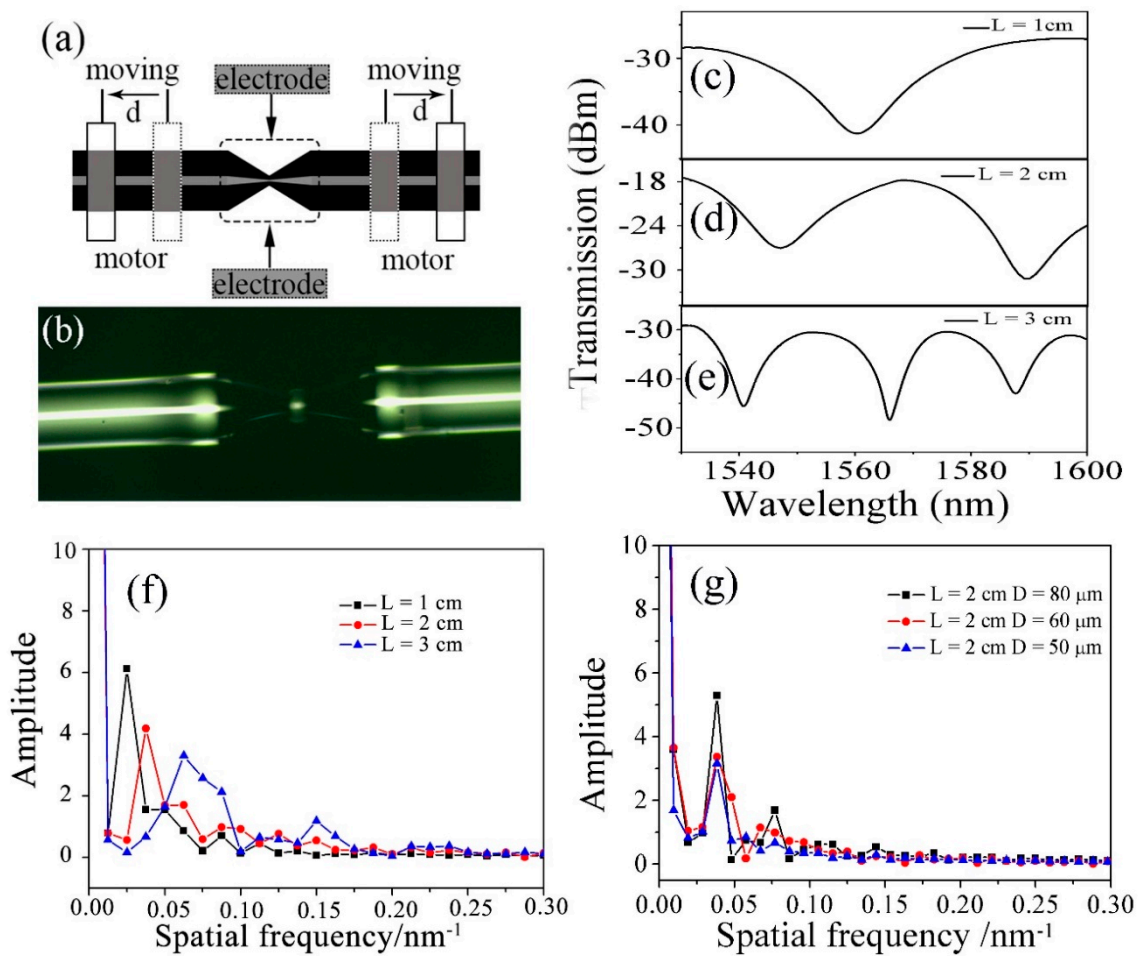 (a)
moving
d
electrode
moving
d
motor
electrode
motor
(b)
Transmission (dBm)
-30
-40
(c)
L = 1cm
-18
-24
-30
(d)
L = 2 cm
-30
-40
-50
(e)
L = 3 cm
1540 1560 1580 1600
Wavelength (nm)
(f)
Amplitude
10
8
6
4
2
0
L = 1 cm
L = 2 cm
L = 3 cm
0.00 0.05 0.10 0.15 0.20 0.25 0.30
Spatial frequency/nm⁻¹
(g)
Amplitude
10
8
6
4
2
0
L = 2 cm D = 80 μm
L = 2 cm D = 60 μm
L = 2 cm D = 50 μm
0.00 0.05 0.10 0.15 0.20 0.25 0.30
Spatial frequency /nm⁻¹